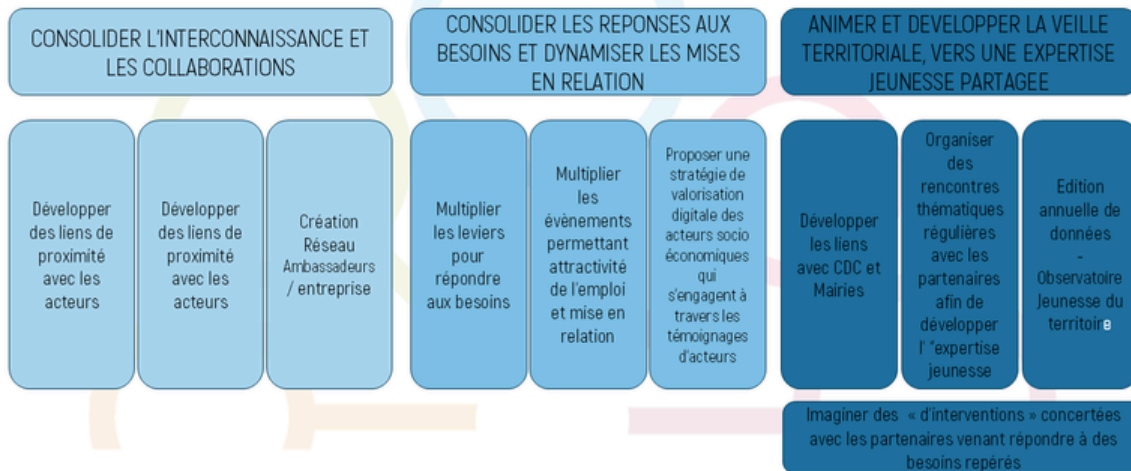 CONSOLIDER L'INTERCONNAISSANCE ET
LES COLLABORATIONS
CONSOLIDER LES REPONSES AUX
BESOINS ET DYNAMISER LES MISES
EN RELATION
ANIMER ET DEVELOPPER LA VEILLE
TERRITORIALE, VERS UNE EXPERTISE
JEUNESSE PARTAGEE
Développer
des liens de
proximité
avec les
acteurs
Développer
des liens de
proximité
avec les
acteurs
Création
Réseau
Ambassadeurs
/ entreprise
Multiplier
les leviers
pour
répondre
aux besoins
Multiplier
les
évènements
permettant
attractivité
de l'emploi
et mise en
relation
Proposer une
stratégie de
valorisation
digitale des
acteurs socio
économiques
qui
s'engagent à
travers les
témoignages
d'acteurs
Développer
les liens
avec CDC et
Mairies
Organiser
des
rencontres
thématiques
régulières
avec les
partenaires
afin de
développer
l' "expertise
jeunesse
Edition
annuelle de
données
-
Observatoire
Jeunesse du
territoire
Imaginer des « d'interventions » concertées
avec les partenaires venant répondre à des
besoins repérés